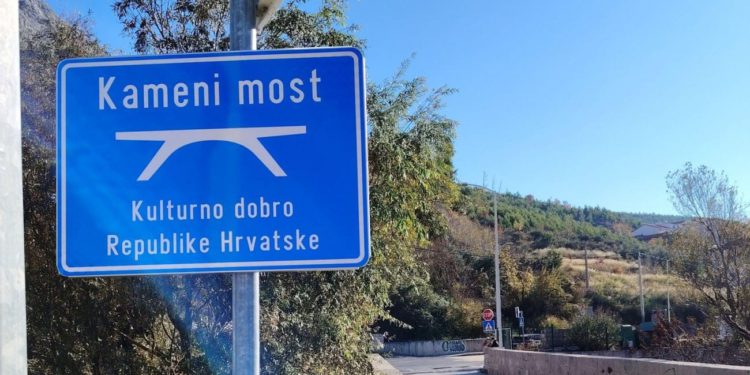 Kameni most
Kulturno dobro
Republike Hrvatske